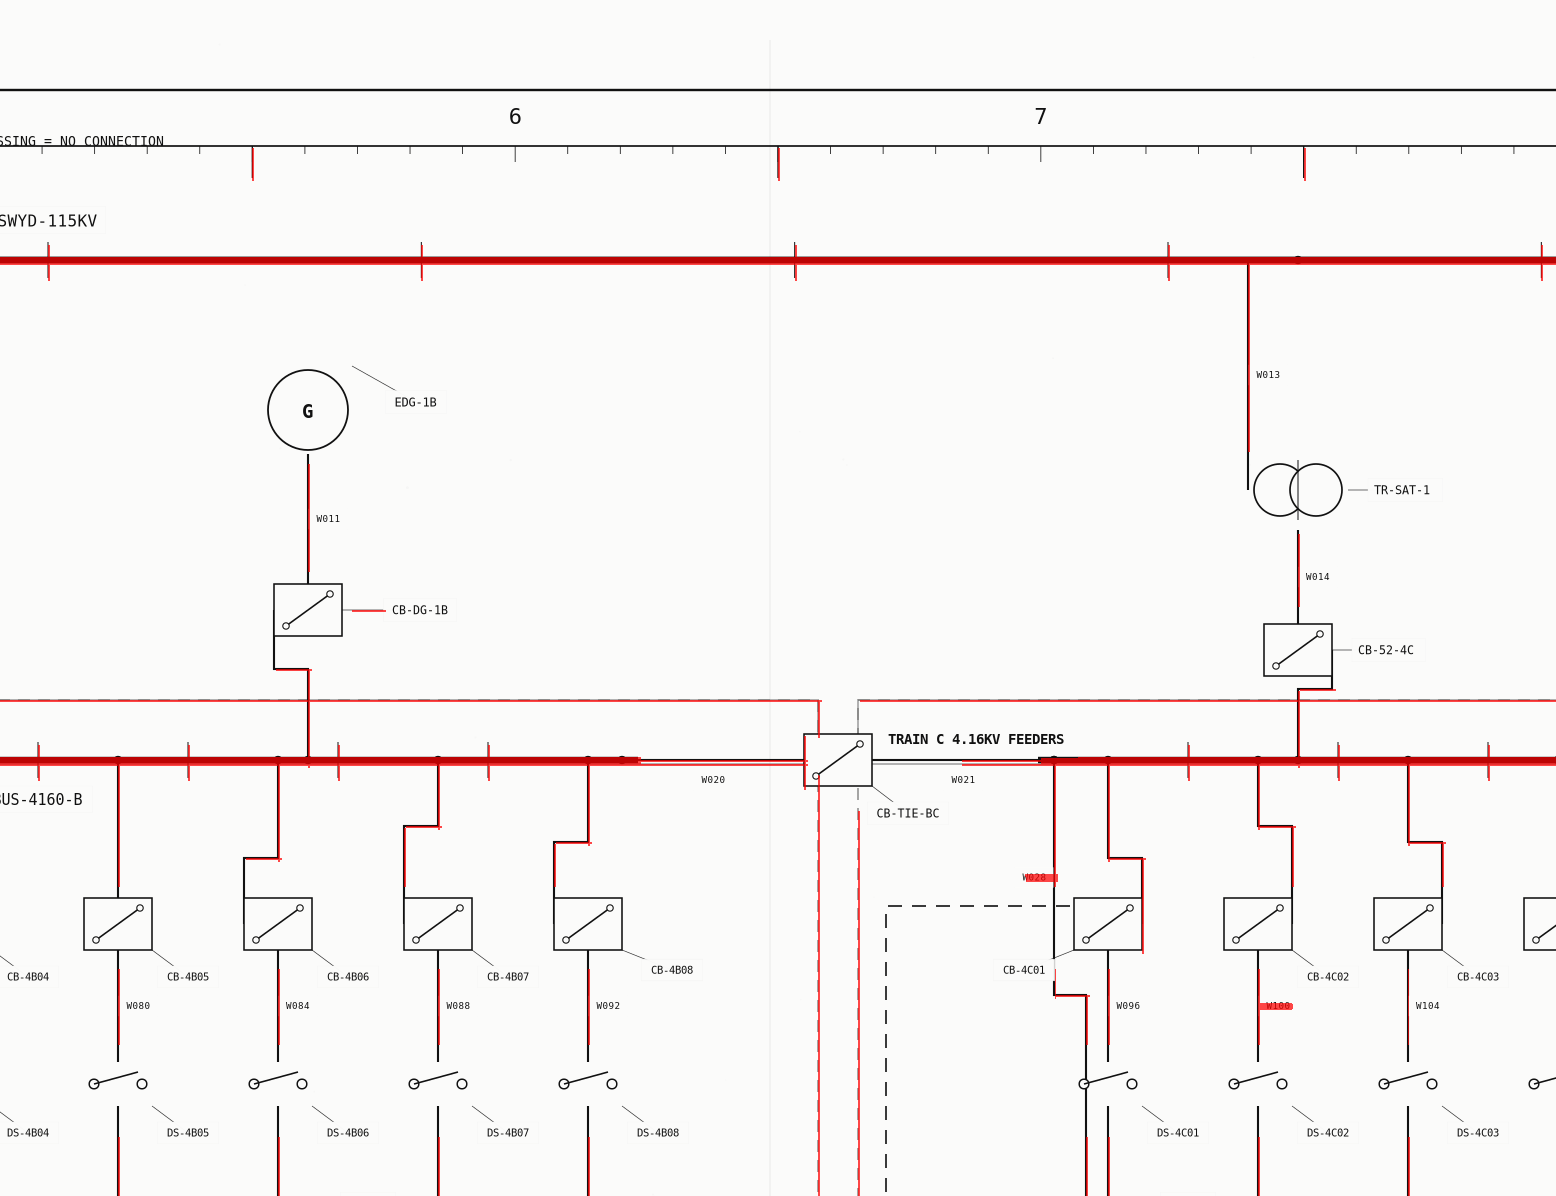 6
7
SSING = NO CONNECTION
SWYD-115KV
W013
EDG-1B
G
TR-SAT-1
W011
W014
CB-DG-1B
CB-52-4C
TRAIN C 4.16KV FEEDERS
W020
W021
BUS-4160-B
CB-TIE-BC
W028
CB-4B04
CB-4B05
CB-4B06
CB-4B07
CB-4B08
CB-4C01
CB-4C02
CB-4C03
W080
W084
W088
W092
W096
W100
W104
DS-4B04
DS-4B05
DS-4B06
DS-4B07
DS-4B08
DS-4C01
DS-4C02
DS-4C03